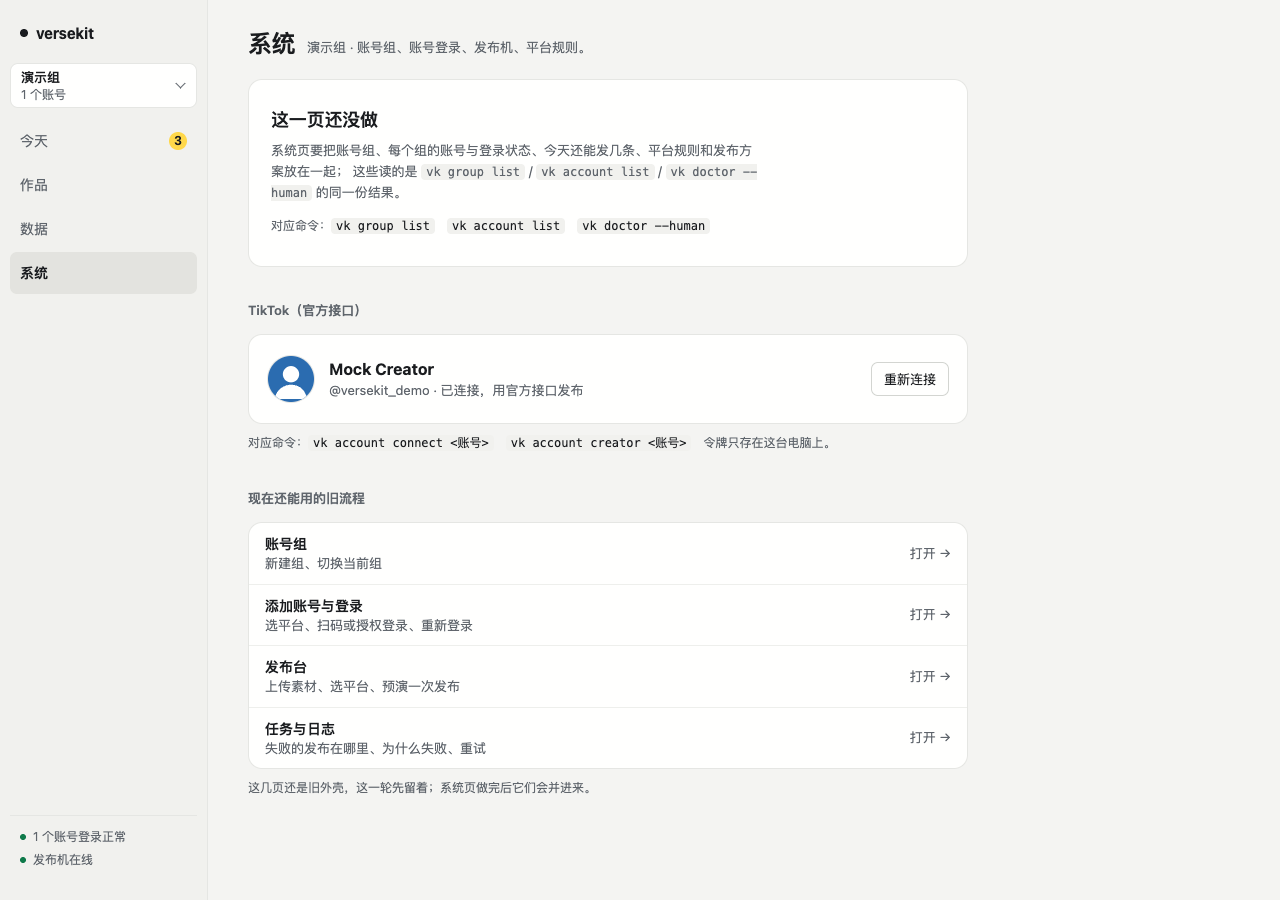 versekit
演示组
1 个账号
今天
3
作品
数据
系统
1 个账号登录正常
发布机在线
系统 演示组 · 账号组、账号登录、发布机、平台规则。
这一页还没做
系统页要把账号组、每个组的账号与登录状态、今天还能发几条、平台规则和发布方
案放在一起； 这些读的是 vk group list / vk account list / vk doctor --
human 的同一份结果。
对应命令： vk group list vk account list vk doctor --human
TikTok（官方接口）
Mock Creator
@versekit_demo · 已连接，用官方接口发布
重新连接
对应命令： vk account connect <账号> vk account creator <账号> 令牌只存在这台电脑上。
现在还能用的旧流程
账号组
新建组、切换当前组
打开 →
添加账号与登录
选平台、扫码或授权登录、重新登录
打开 →
发布台
上传素材、选平台、预演一次发布
打开 →
任务与日志
失败的发布在哪里、为什么失败、重试
打开 →
这几页还是旧外壳，这一轮先留着；系统页做完后它们会并进来。